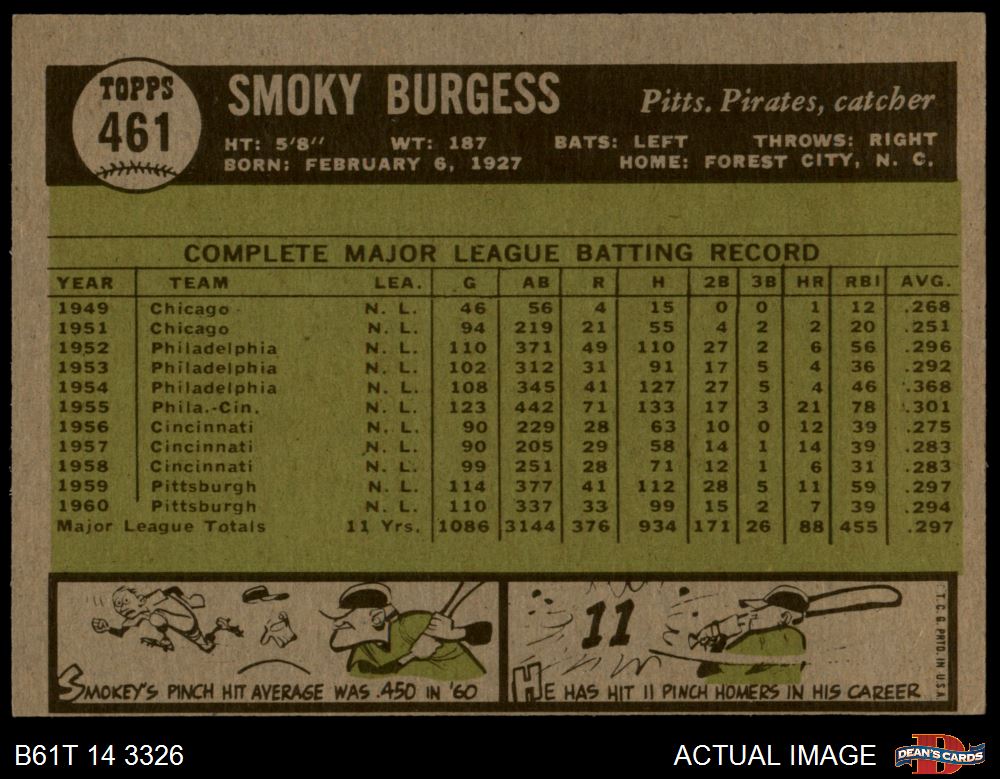 TOPPS
461
SMOKY BURGESS
Pitts. Pirates, catcher
HT: 5'8" WT: 187 BATS: LEFT THROWS: RIGHT
BORN: FEBRUARY 6, 1927 HOME: FOREST CITY, N. C.
COMPLETE MAJOR LEAGUE BATTING RECORD
YEAR TEAM LEA. G AB R H 2B 3B HR RBI AVG.
1949 Chicago N. L. 46 56 4 15 0 0 1 12 .268
1951 Chicago N. L. 94 219 21 55 4 2 2 20 .251
1952 Philadelphia N. L. 110 371 49 110 27 2 6 56 .296
1953 Philadelphia N. L. 102 312 31 91 17 5 4 36 .292
1954 Philadelphia N. L. 108 345 41 127 27 5 4 46 .368
1955 Phila.-Cin. N. L. 123 442 71 133 17 3 21 78 .301
1956 Cincinnati N. L. 90 229 28 63 10 0 12 39 .275
1957 Cincinnati N. L. 90 205 29 58 14 1 14 39 .283
1958 Cincinnati N. L. 99 251 28 71 12 1 6 31 .283
1959 Pittsburgh N. L. 114 377 41 112 28 5 11 59 .297
1960 Pittsburgh N. L. 110 337 33 99 15 2 7 39 .294
Major League Totals 11 Yrs. 1086 3144 376 934 171 26 88 455 .297
SMOKEY'S PINCH HIT AVERAGE WAS .450 IN '60
11
HE HAS HIT 11 PINCH HOMERS IN HIS CAREER
T. C. G. PRTD. IN U.S.A.
B61T 14 3326
ACTUAL IMAGE
D
DEAN'S CARDS